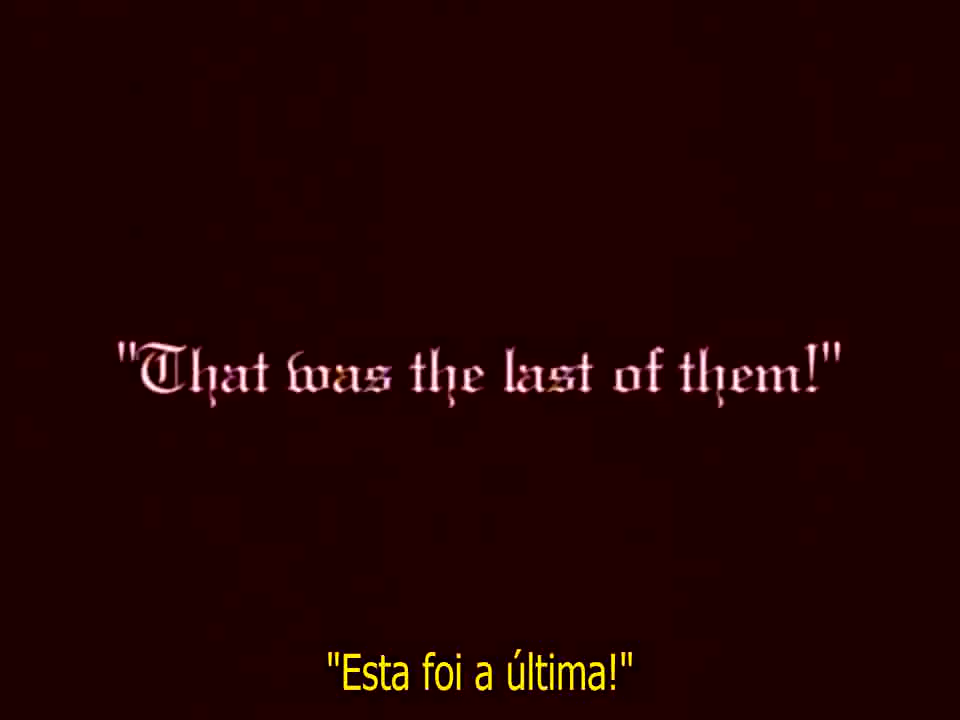 "That was the last of them!"
"Esta foi a última!"